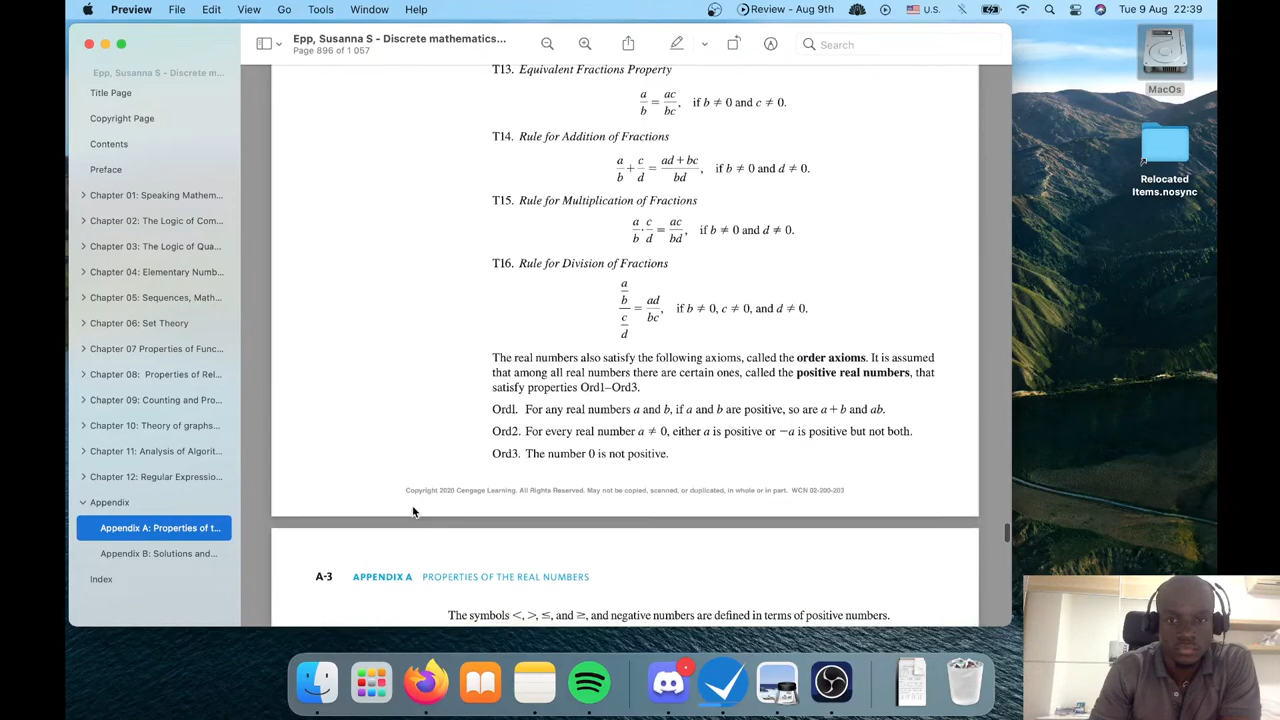 Preview File Edit View Go Tools Window Help Review - Aug 9th U.S. Tue 9 Aug 22:39
Epp, Susanna S - Discrete mathematics...
Page 896 of 1 057
Search
Epp, Susanna S - Discrete m...
Title Page
Copyright Page
Contents
Preface
Chapter 01: Speaking Mathem...
Chapter 02: The Logic of Com...
Chapter 03: The Logic of Qua...
Chapter 04: Elementary Numb...
Chapter 05: Sequences, Math...
Chapter 06: Set Theory
Chapter 07 Properties of Func...
Chapter 08: Properties of Rel...
Chapter 09: Counting and Pro...
Chapter 10: Theory of graphs...
Chapter 11: Analysis of Algorit...
Chapter 12: Regular Expressio...
Appendix
Appendix A: Properties of t...
Appendix B: Solutions and...
Index
T13. Equivalent Fractions Property
a/b = ac/bc, if b ≠ 0 and c ≠ 0.
T14. Rule for Addition of Fractions
a/b + c/d = (ad + bc)/bd, if b ≠ 0 and d ≠ 0.
T15. Rule for Multiplication of Fractions
a/b · c/d = ac/bd, if b ≠ 0 and d ≠ 0.
T16. Rule for Division of Fractions
(a/b)/(c/d) = ad/bc, if b ≠ 0, c ≠ 0, and d ≠ 0.
The real numbers also satisfy the following axioms, called the order axioms. It is assumed
that among all real numbers there are certain ones, called the positive real numbers, that
satisfy properties Ord1–Ord3.
Ord1. For any real numbers a and b, if a and b are positive, so are a + b and ab.
Ord2. For every real number a ≠ 0, either a is positive or −a is positive but not both.
Ord3. The number 0 is not positive.
Copyright 2020 Cengage Learning. All Rights Reserved. May not be copied, scanned, or duplicated, in whole or in part. WCN 02-200-203
A-3 APPENDIX A PROPERTIES OF THE REAL NUMBERS
The symbols <, >, ≤, and ≥, and negative numbers are defined in terms of positive numbers.
MacOs
Relocated
Items.nosync